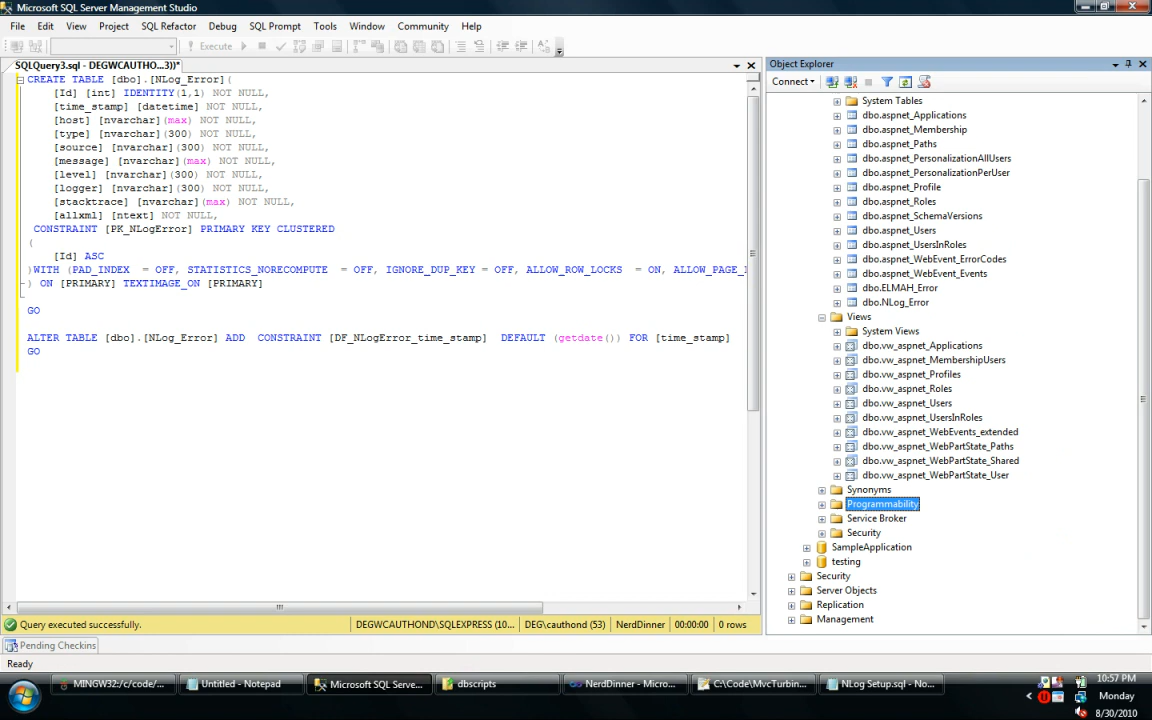 Microsoft SQL Server Management Studio
File Edit View Project SQL Refactor Debug SQL Prompt Tools Window Community Help
Execute
SQLQuery3.sql - DEGWCAUTHO...3))*
CREATE TABLE [dbo].[NLog_Error](
[Id] [int] IDENTITY(1,1) NOT NULL,
[time_stamp] [datetime] NOT NULL,
[host] [nvarchar](max) NOT NULL,
[type] [nvarchar](300) NOT NULL,
[source] [nvarchar](300) NOT NULL,
[message] [nvarchar](max) NOT NULL,
[level] [nvarchar](300) NOT NULL,
[logger] [nvarchar](300) NOT NULL,
[stacktrace] [nvarchar](max) NOT NULL,
[allxml] [ntext] NOT NULL,
CONSTRAINT [PK_NLogError] PRIMARY KEY CLUSTERED
(
[Id] ASC
)WITH (PAD_INDEX = OFF, STATISTICS_NORECOMPUTE = OFF, IGNORE_DUP_KEY = OFF, ALLOW_ROW_LOCKS = ON, ALLOW_PAGE_
) ON [PRIMARY] TEXTIMAGE_ON [PRIMARY]
GO
ALTER TABLE [dbo].[NLog_Error] ADD CONSTRAINT [DF_NLogError_time_stamp] DEFAULT (getdate()) FOR [time_stamp]
GO
Query executed successfully. DEGWCAUTHOND\SQLEXPRESS (10... DEG\cauthond (53) NerdDinner 00:00:00 0 rows
Object Explorer
Connect
System Tables
dbo.aspnet_Applications
dbo.aspnet_Membership
dbo.aspnet_Paths
dbo.aspnet_PersonalizationAllUsers
dbo.aspnet_PersonalizationPerUser
dbo.aspnet_Profile
dbo.aspnet_Roles
dbo.aspnet_SchemaVersions
dbo.aspnet_Users
dbo.aspnet_UsersInRoles
dbo.aspnet_WebEvent_ErrorCodes
dbo.aspnet_WebEvent_Events
dbo.ELMAH_Error
dbo.NLog_Error
Views
System Views
dbo.vw_aspnet_Applications
dbo.vw_aspnet_MembershipUsers
dbo.vw_aspnet_Profiles
dbo.vw_aspnet_Roles
dbo.vw_aspnet_Users
dbo.vw_aspnet_UsersInRoles
dbo.vw_aspnet_WebEvents_extended
dbo.vw_aspnet_WebPartState_Paths
dbo.vw_aspnet_WebPartState_Shared
dbo.vw_aspnet_WebPartState_User
Synonyms
Programmability
Service Broker
Security
SampleApplication
testing
Security
Server Objects
Replication
Management
Pending Checkins
Ready
MINGW32:/c/code/... Untitled - Notepad Microsoft SQL Serve... dbscripts NerdDinner - Micro... C:\Code\MvcTurbin... NLog Setup.sql - No...
10:57 PM
Monday
8/30/2010